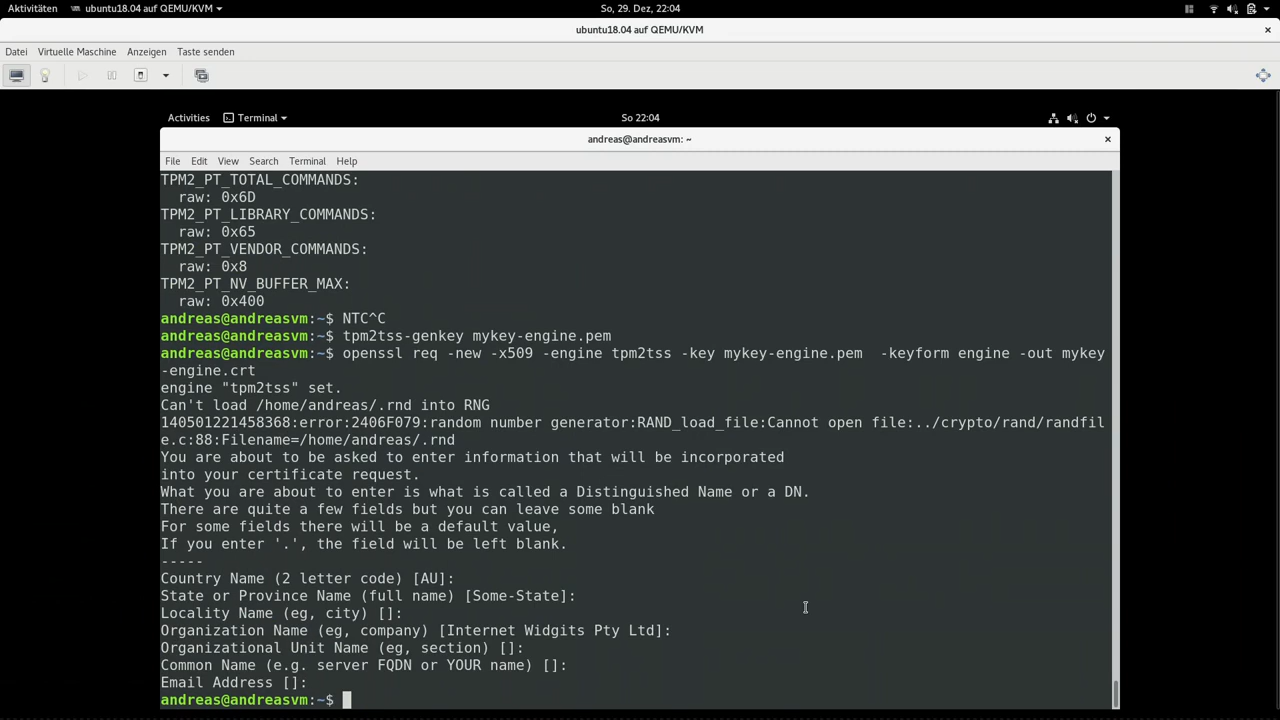 Aktivitäten ubuntu18.04 auf QEMU/KVM So, 29. Dez, 22:04
ubuntu18.04 auf QEMU/KVM
Datei Virtuelle Maschine Anzeigen Taste senden
Activities Terminal So 22:04
andreas@andreasvm: ~
File Edit View Search Terminal Help
TPM2_PT_TOTAL_COMMANDS:
raw: 0x6D
TPM2_PT_LIBRARY_COMMANDS:
raw: 0x65
TPM2_PT_VENDOR_COMMANDS:
raw: 0x8
TPM2_PT_NV_BUFFER_MAX:
raw: 0x400
andreas@andreasvm:~$ NTC^C
andreas@andreasvm:~$ tpm2tss-genkey mykey-engine.pem
andreas@andreasvm:~$ openssl req -new -x509 -engine tpm2tss -key mykey-engine.pem  -keyform engine -out mykey
-engine.crt
engine "tpm2tss" set.
Can't load /home/andreas/.rnd into RNG
140501221458368:error:2406F079:random number generator:RAND_load_file:Cannot open file:../crypto/rand/randfil
e.c:88:Filename=/home/andreas/.rnd
You are about to be asked to enter information that will be incorporated
into your certificate request.
What you are about to enter is what is called a Distinguished Name or a DN.
There are quite a few fields but you can leave some blank
For some fields there will be a default value,
If you enter '.', the field will be left blank.
-----
Country Name (2 letter code) [AU]:
State or Province Name (full name) [Some-State]:
Locality Name (eg, city) []:
Organization Name (eg, company) [Internet Widgits Pty Ltd]:
Organizational Unit Name (eg, section) []:
Common Name (e.g. server FQDN or YOUR name) []:
Email Address []:
andreas@andreasvm:~$